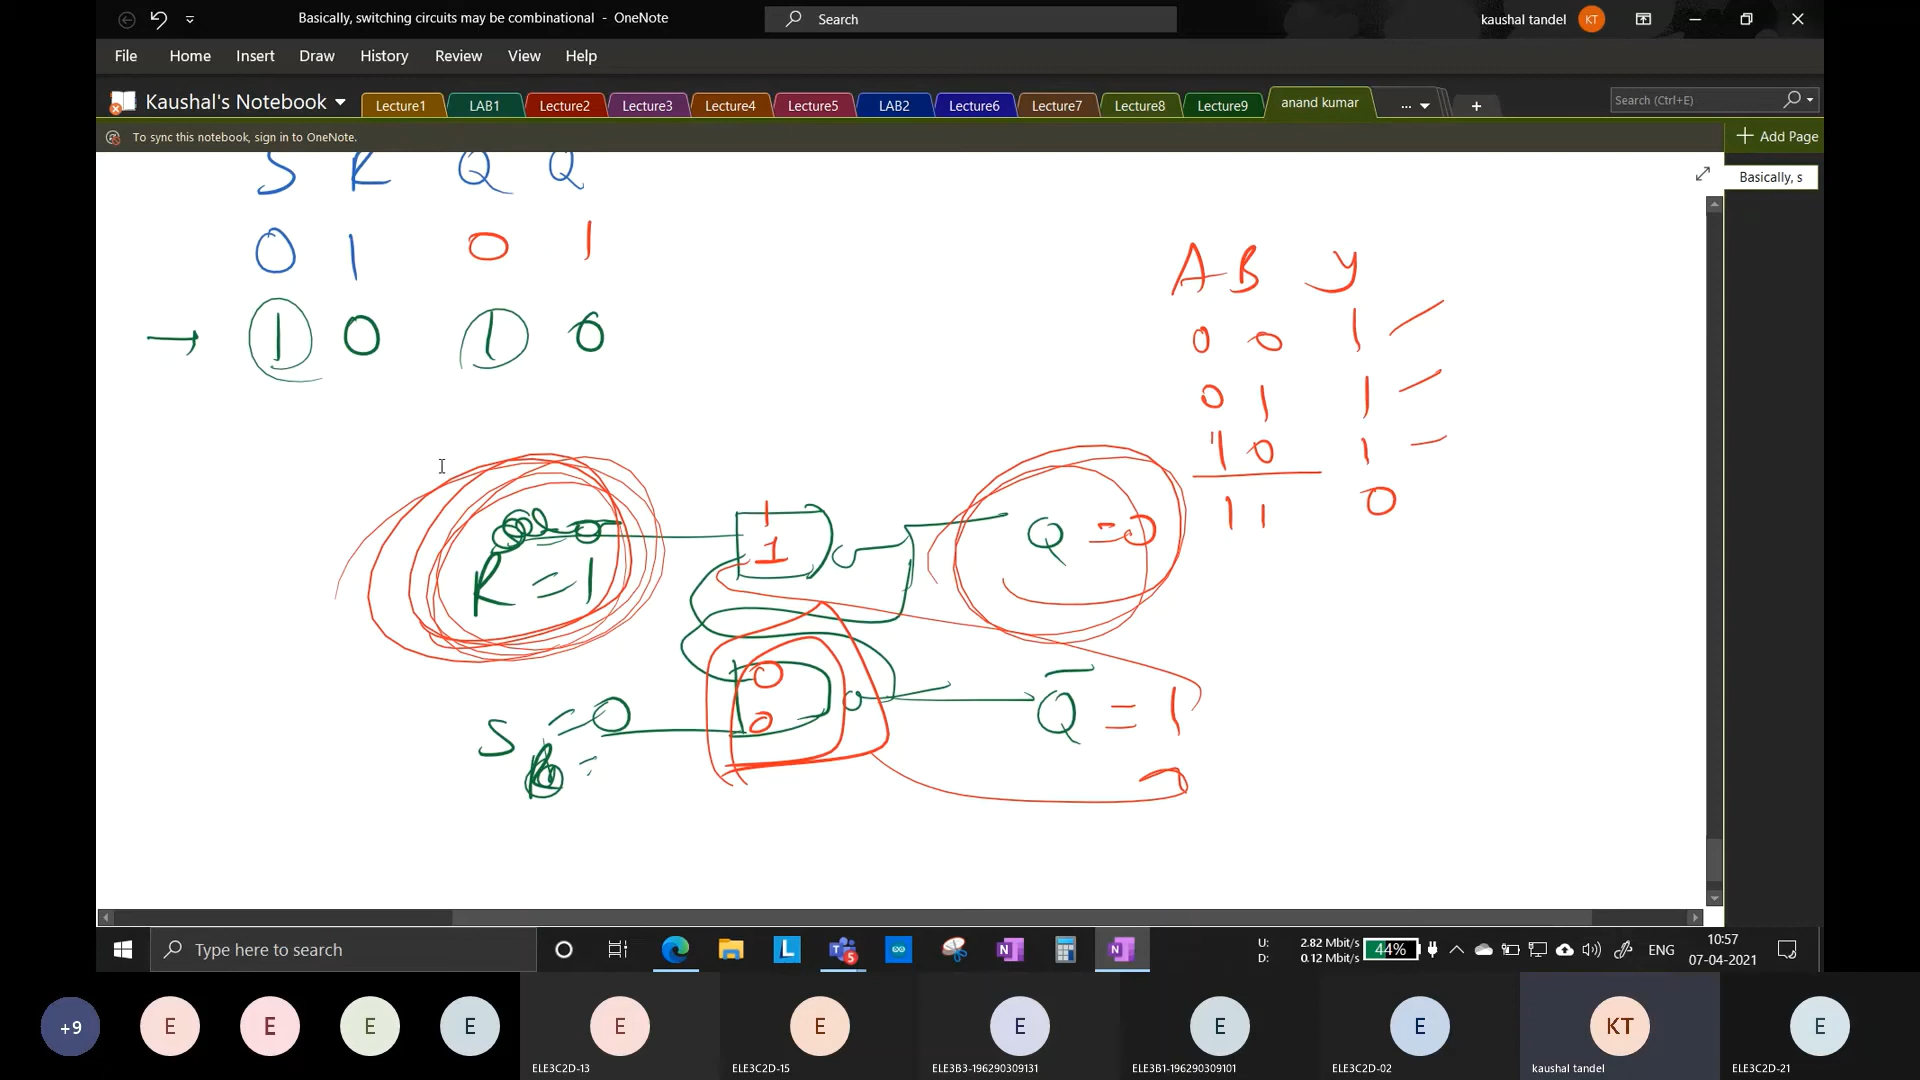 Basically, switching circuits may be combinational - OneNote
Search
kaushal tandel
KT
File Home Insert Draw History Review View Help
Kaushal's Notebook
Lecture1 LAB1 Lecture2 Lecture3 Lecture4 Lecture5 LAB2 Lecture6 Lecture7 Lecture8 Lecture9 anand kumar ... +
Search (Ctrl+E)
To sync this notebook, sign in to OneNote.
+ Add Page
Basically, s
S R Q Q
0 1 0 1
→ 1 0 1 0
A B Y
0 0 1
0 1 1
1 0 1
1 1 0
1
1
Q = 0
R = 1
0
0
S = 0
Q̅ = 1
Type here to search
U: 2.82 Mbit/s
D: 0.12 Mbit/s
44%
5
ENG
10:57
07-04-2021
+9 E E E E E E E E E KT E
ELE3C2D-13 ELE3C2D-15 ELE3B3-196290309131 ELE3B1-196290309101 ELE3C2D-02 kaushal tandel ELE3C2D-21